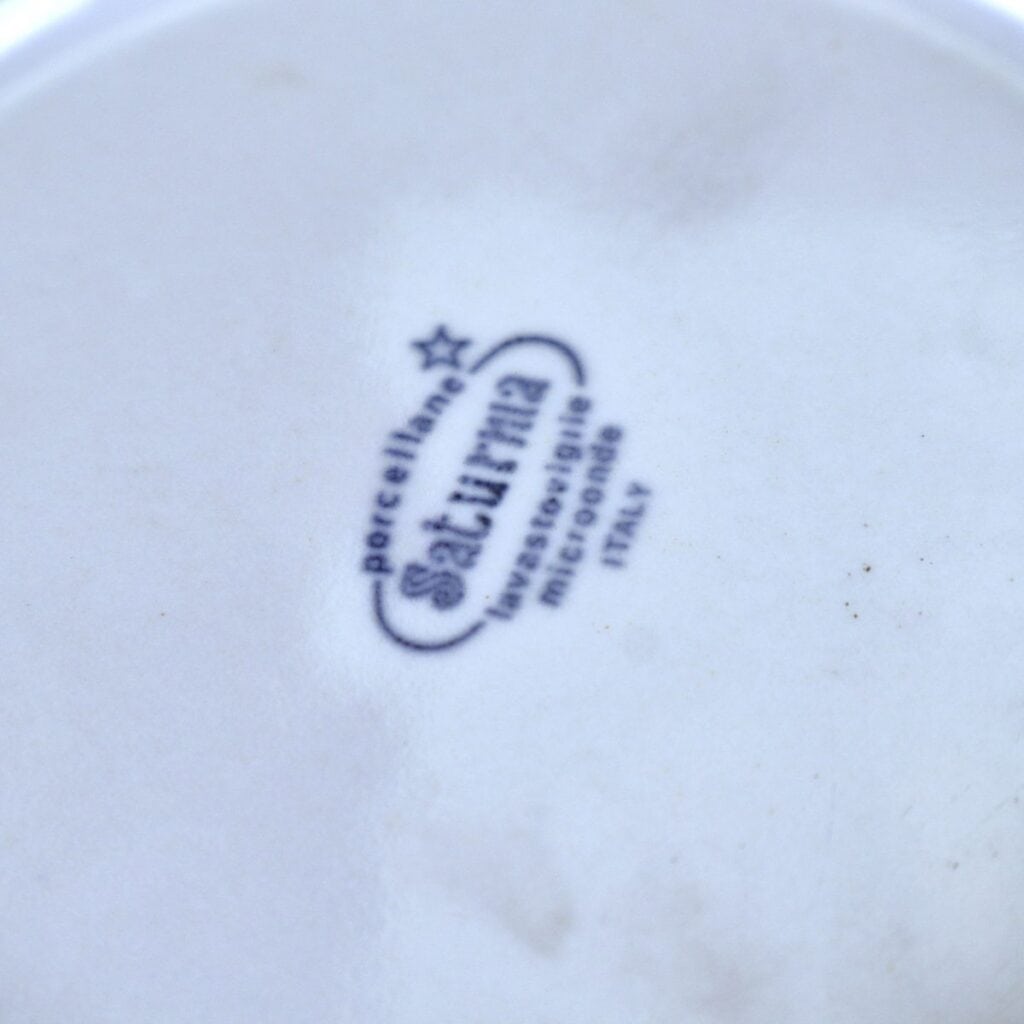 porcellane
Saturnia
lavastoviglie
microonde
ITALY